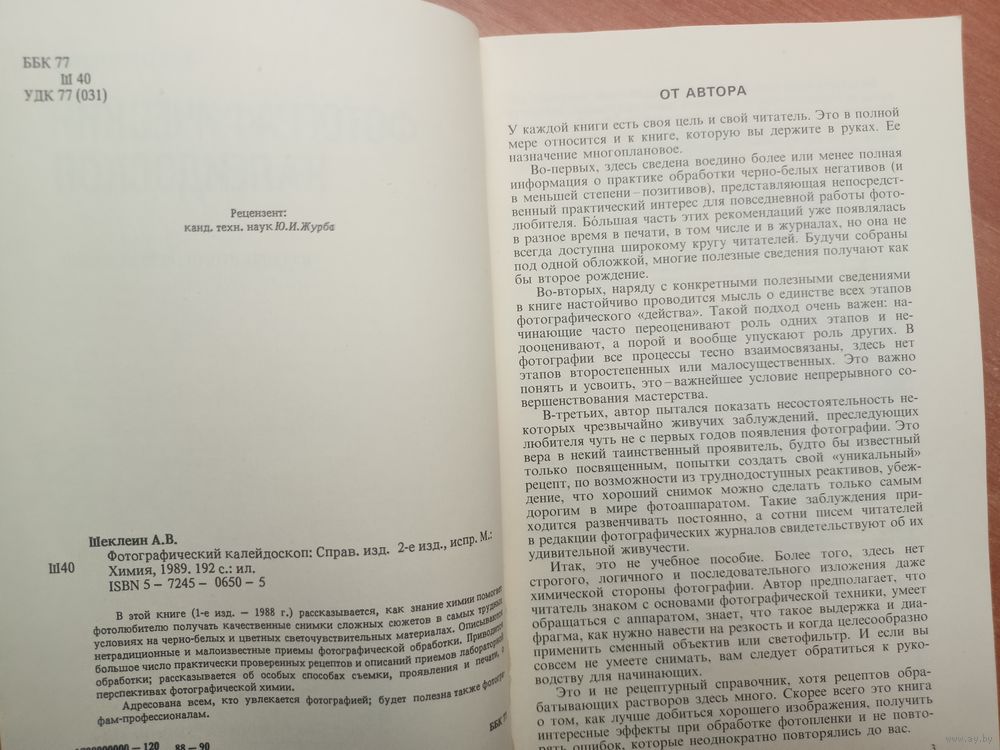 ББК 77
Ш 40
УДК 77 (031)
Рецензент:
канд. техн. наук Ю.И.Журба
Шеклеин А.В.
Ш40
Фотографический калейдоскоп: Справ. изд. 2-е изд., испр. М.:
Химия, 1989. 192 с.: ил.
ISBN 5 – 7245 – 0650 – 5
В этой книге (1-е изд. – 1988 г.) рассказывается, как знание химии помогает
фотолюбителю получать качественные снимки сложных сюжетов в самых трудных
условиях на черно-белых и цветных светочувствительных материалах. Описываются
нетрадиционные и малоизвестные приемы фотографической обработки. Приводится
большое число практически проверенных рецептов и описаний приемов лабораторной
обработки; рассказывается об особых способах съемки, проявления и печати, о
перспективах фотографической химии.
Адресована всем, кто увлекается фотографией; будет полезна также фотогра-
фам-профессионалам.
ББК 77
– 120 88 – 90
ОТ АВТОРА
У каждой книги есть своя цель и свой читатель. Это в полной
мере относится и к книге, которую вы держите в руках. Ее
назначение многоплановое.
Во-первых, здесь сведена воедино более или менее полная
информация о практике обработки черно-белых негативов (и
в меньшей степени – позитивов), представляющая непосредст-
венный практический интерес для повседневной работы фото-
любителя. Бо́льшая часть этих рекомендаций уже появлялась
в разное время в печати, в том числе и в журналах, но она не
всегда доступна широкому кругу читателей. Будучи собраны
под одной обложкой, многие полезные сведения получают как
бы второе рождение.
Во-вторых, наряду с конкретными полезными сведениями
в книге настойчиво проводится мысль о единстве всех этапов
фотографического «действа». Такой подход очень важен: на-
чинающие часто переоценивают роль одних этапов и не-
дооценивают, а порой и вообще упускают роль других. В
фотографии все процессы тесно взаимосвязаны, здесь нет
этапов второстепенных или малосущественных. Это важно
понять и усвоить, это – важнейшее условие непрерывного со-
вершенствования мастерства.
В-третьих, автор пытался показать несостоятельность не-
которых чрезвычайно живучих заблуждений, преследующих
любителя чуть не с первых годов появления фотографии. Это
вера в некий таинственный проявитель, будто бы известный
только посвященным, попытки создать свой «уникальный»
рецепт, по возможности из труднодоступных реактивов, убеж-
дение, что хороший снимок можно сделать только самым
дорогим в мире фотоаппаратом. Такие заблуждения при-
ходится развенчивать постоянно, а сотни писем читателей
в редакции фотографических журналов свидетельствуют об их
удивительной живучести.
Итак, это не учебное пособие. Более того, здесь нет
строгого, логичного и последовательного изложения даже
химической стороны фотографии. Автор предполагает, что
читатель знаком с основами фотографической техники, умеет
обращаться с аппаратом, знает, что такое выдержка и диа-
фрагма, как нужно навести на резкость и когда целесообразно
применить сменный объектив или светофильтр. И если вы
совсем не умеете снимать, вам следует обратиться к руко-
водству для начинающих.
Это и не рецептурный справочник, хотя рецептов обра-
батывающих растворов здесь много. Скорее всего это книга
о том, как лучше добиться хорошего изображения, получить
интересные эффекты при обработке фотопленки и не повто-
рять ошибок, которые неоднократно повторялись до вас.
3
www.ay.by